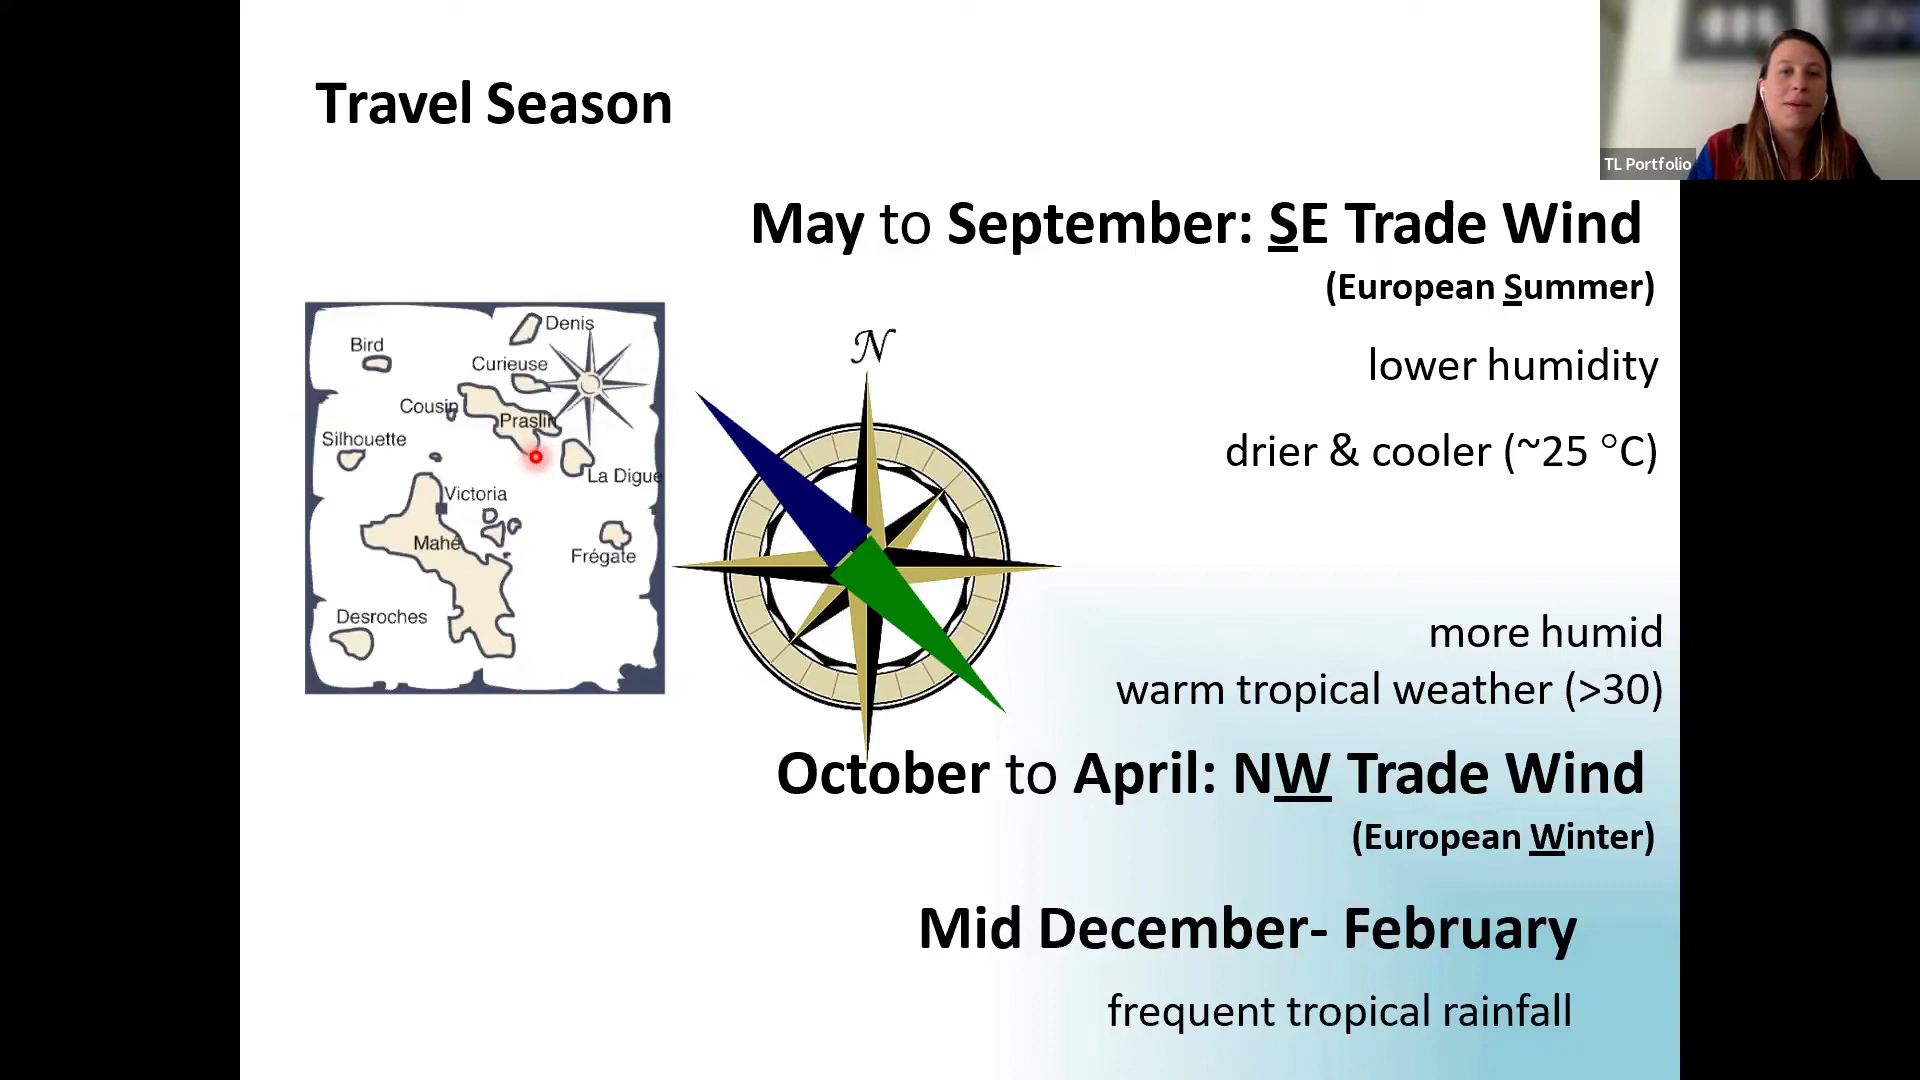 Travel Season
TL Portfolio
May to September: SE Trade Wind
(European Summer)
lower humidity
drier & cooler (~25 °C)
Denis
Bird
Curieuse
Cousin
Praslin
Silhouette
La Digue
Victoria
Mahé
Frégate
Desroches
N
more humid
warm tropical weather (>30)
October to April: NW Trade Wind
(European Winter)
Mid December- February
frequent tropical rainfall